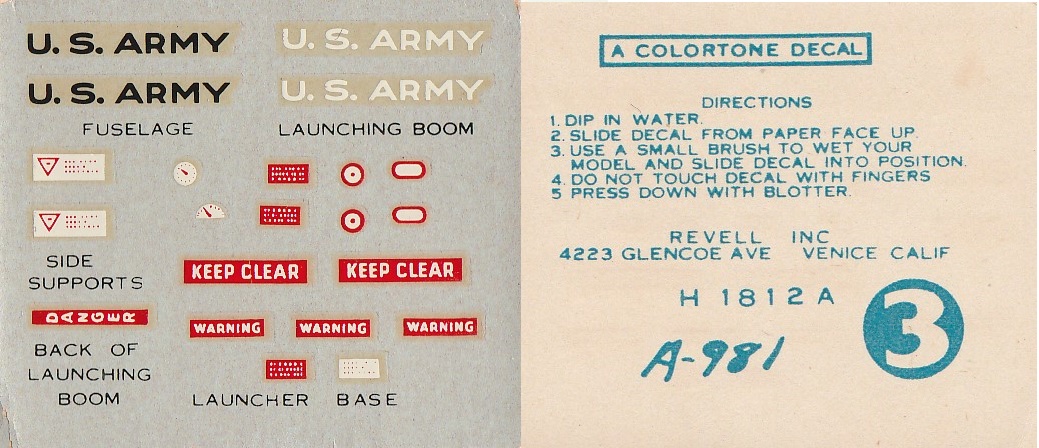 U. S. ARMY
U. S. ARMY
U. S. ARMY
U. S. ARMY
FUSELAGE
LAUNCHING BOOM
SIDE
SUPPORTS
KEEP CLEAR
KEEP CLEAR
DANGER
WARNING
WARNING
WARNING
BACK OF
LAUNCHING
BOOM
LAUNCHER BASE
A COLORTONE DECAL
DIRECTIONS
1. DIP IN WATER.
2. SLIDE DECAL FROM PAPER FACE UP.
3. USE A SMALL BRUSH TO WET YOUR
MODEL AND SLIDE DECAL INTO POSITION.
4. DO NOT TOUCH DECAL WITH FINGERS
5 PRESS DOWN WITH BLOTTER.
REVELL INC
4223 GLENCOE AVE VENICE CALIF
H 1812 A
3
A-981